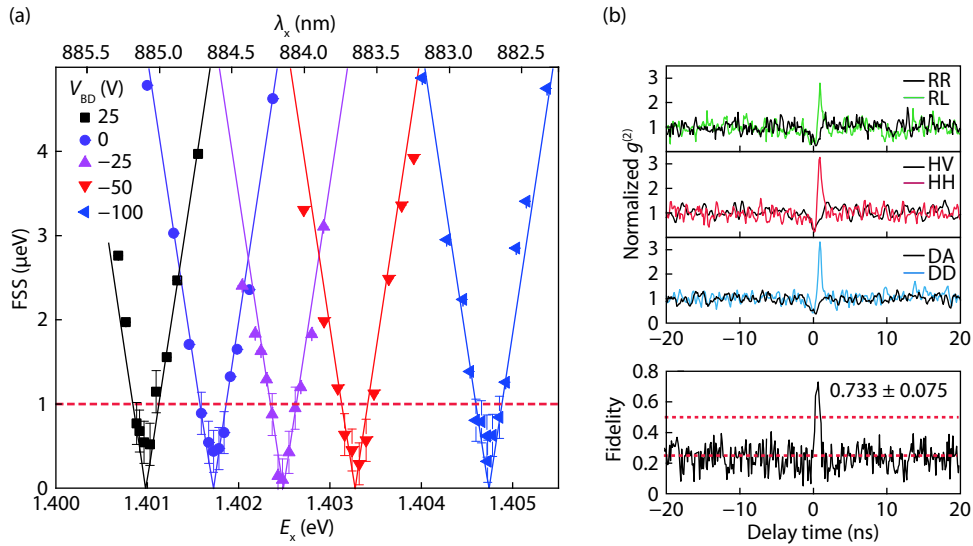 (a)
λx (nm)
885.5 885.0 884.5 884.0 883.5 883.0 882.5
VBD (V)
25
0
−25
−50
−100
FSS (μeV)
4
3
2
1
0
1.400 1.401 1.402 1.403 1.404 1.405
Ex (eV)
(b)
Normalized g(2)
3
2
1
RR
RL
3
2
1
HV
HH
3
2
1
0
DA
DD
−20 −10 0 10 20
Fidelity
0.8
0.6
0.4
0.2
0
0.733 ± 0.075
−20 −10 0 10 20
Delay time (ns)